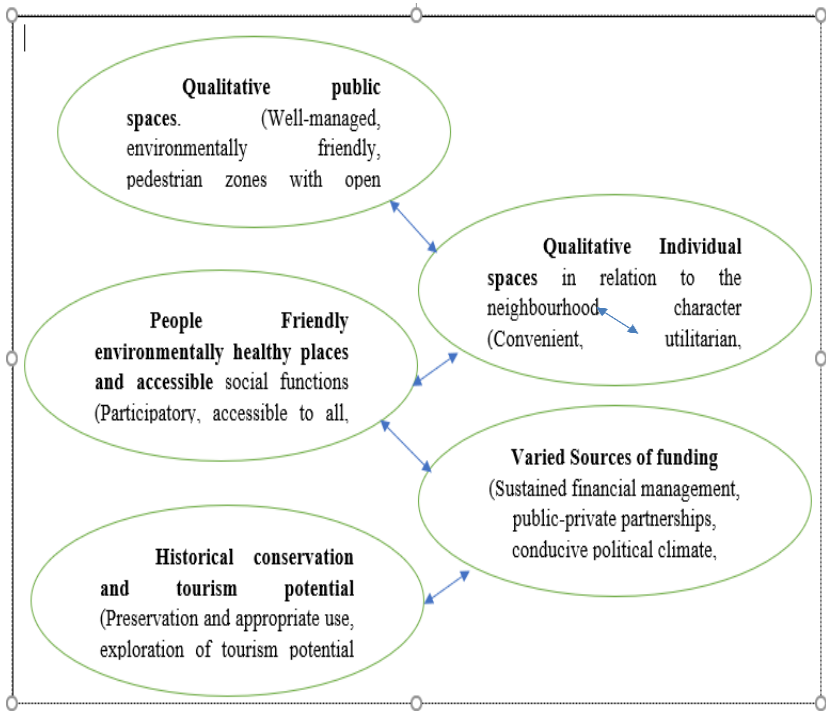 Qualitative public
spaces. (Well-managed,
environmentally friendly,
pedestrian zones with open
Qualitative Individual
spaces in relation to the
neighbourhood character
(Convenient, utilitarian,
People Friendly
environmentally healthy places
and accessible social functions
(Participatory, accessible to all,
Varied Sources of funding
(Sustained financial management,
public-private partnerships,
conducive political climate,
Historical conservation
and tourism potential
(Preservation and appropriate use,
exploration of tourism potential